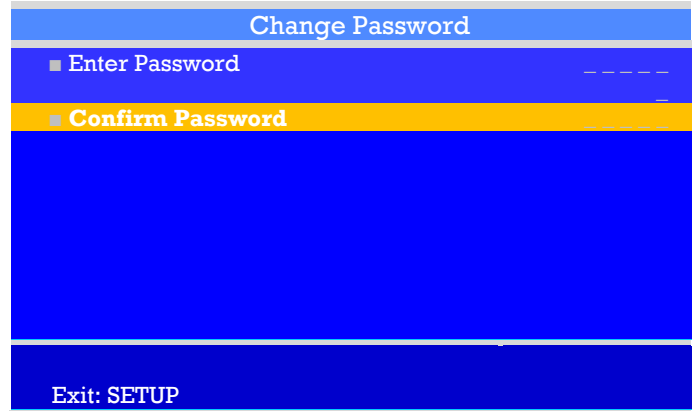 Change Password
■ Enter Password _ _ _ _ _
_
■ Confirm Password
Exit: SETUP